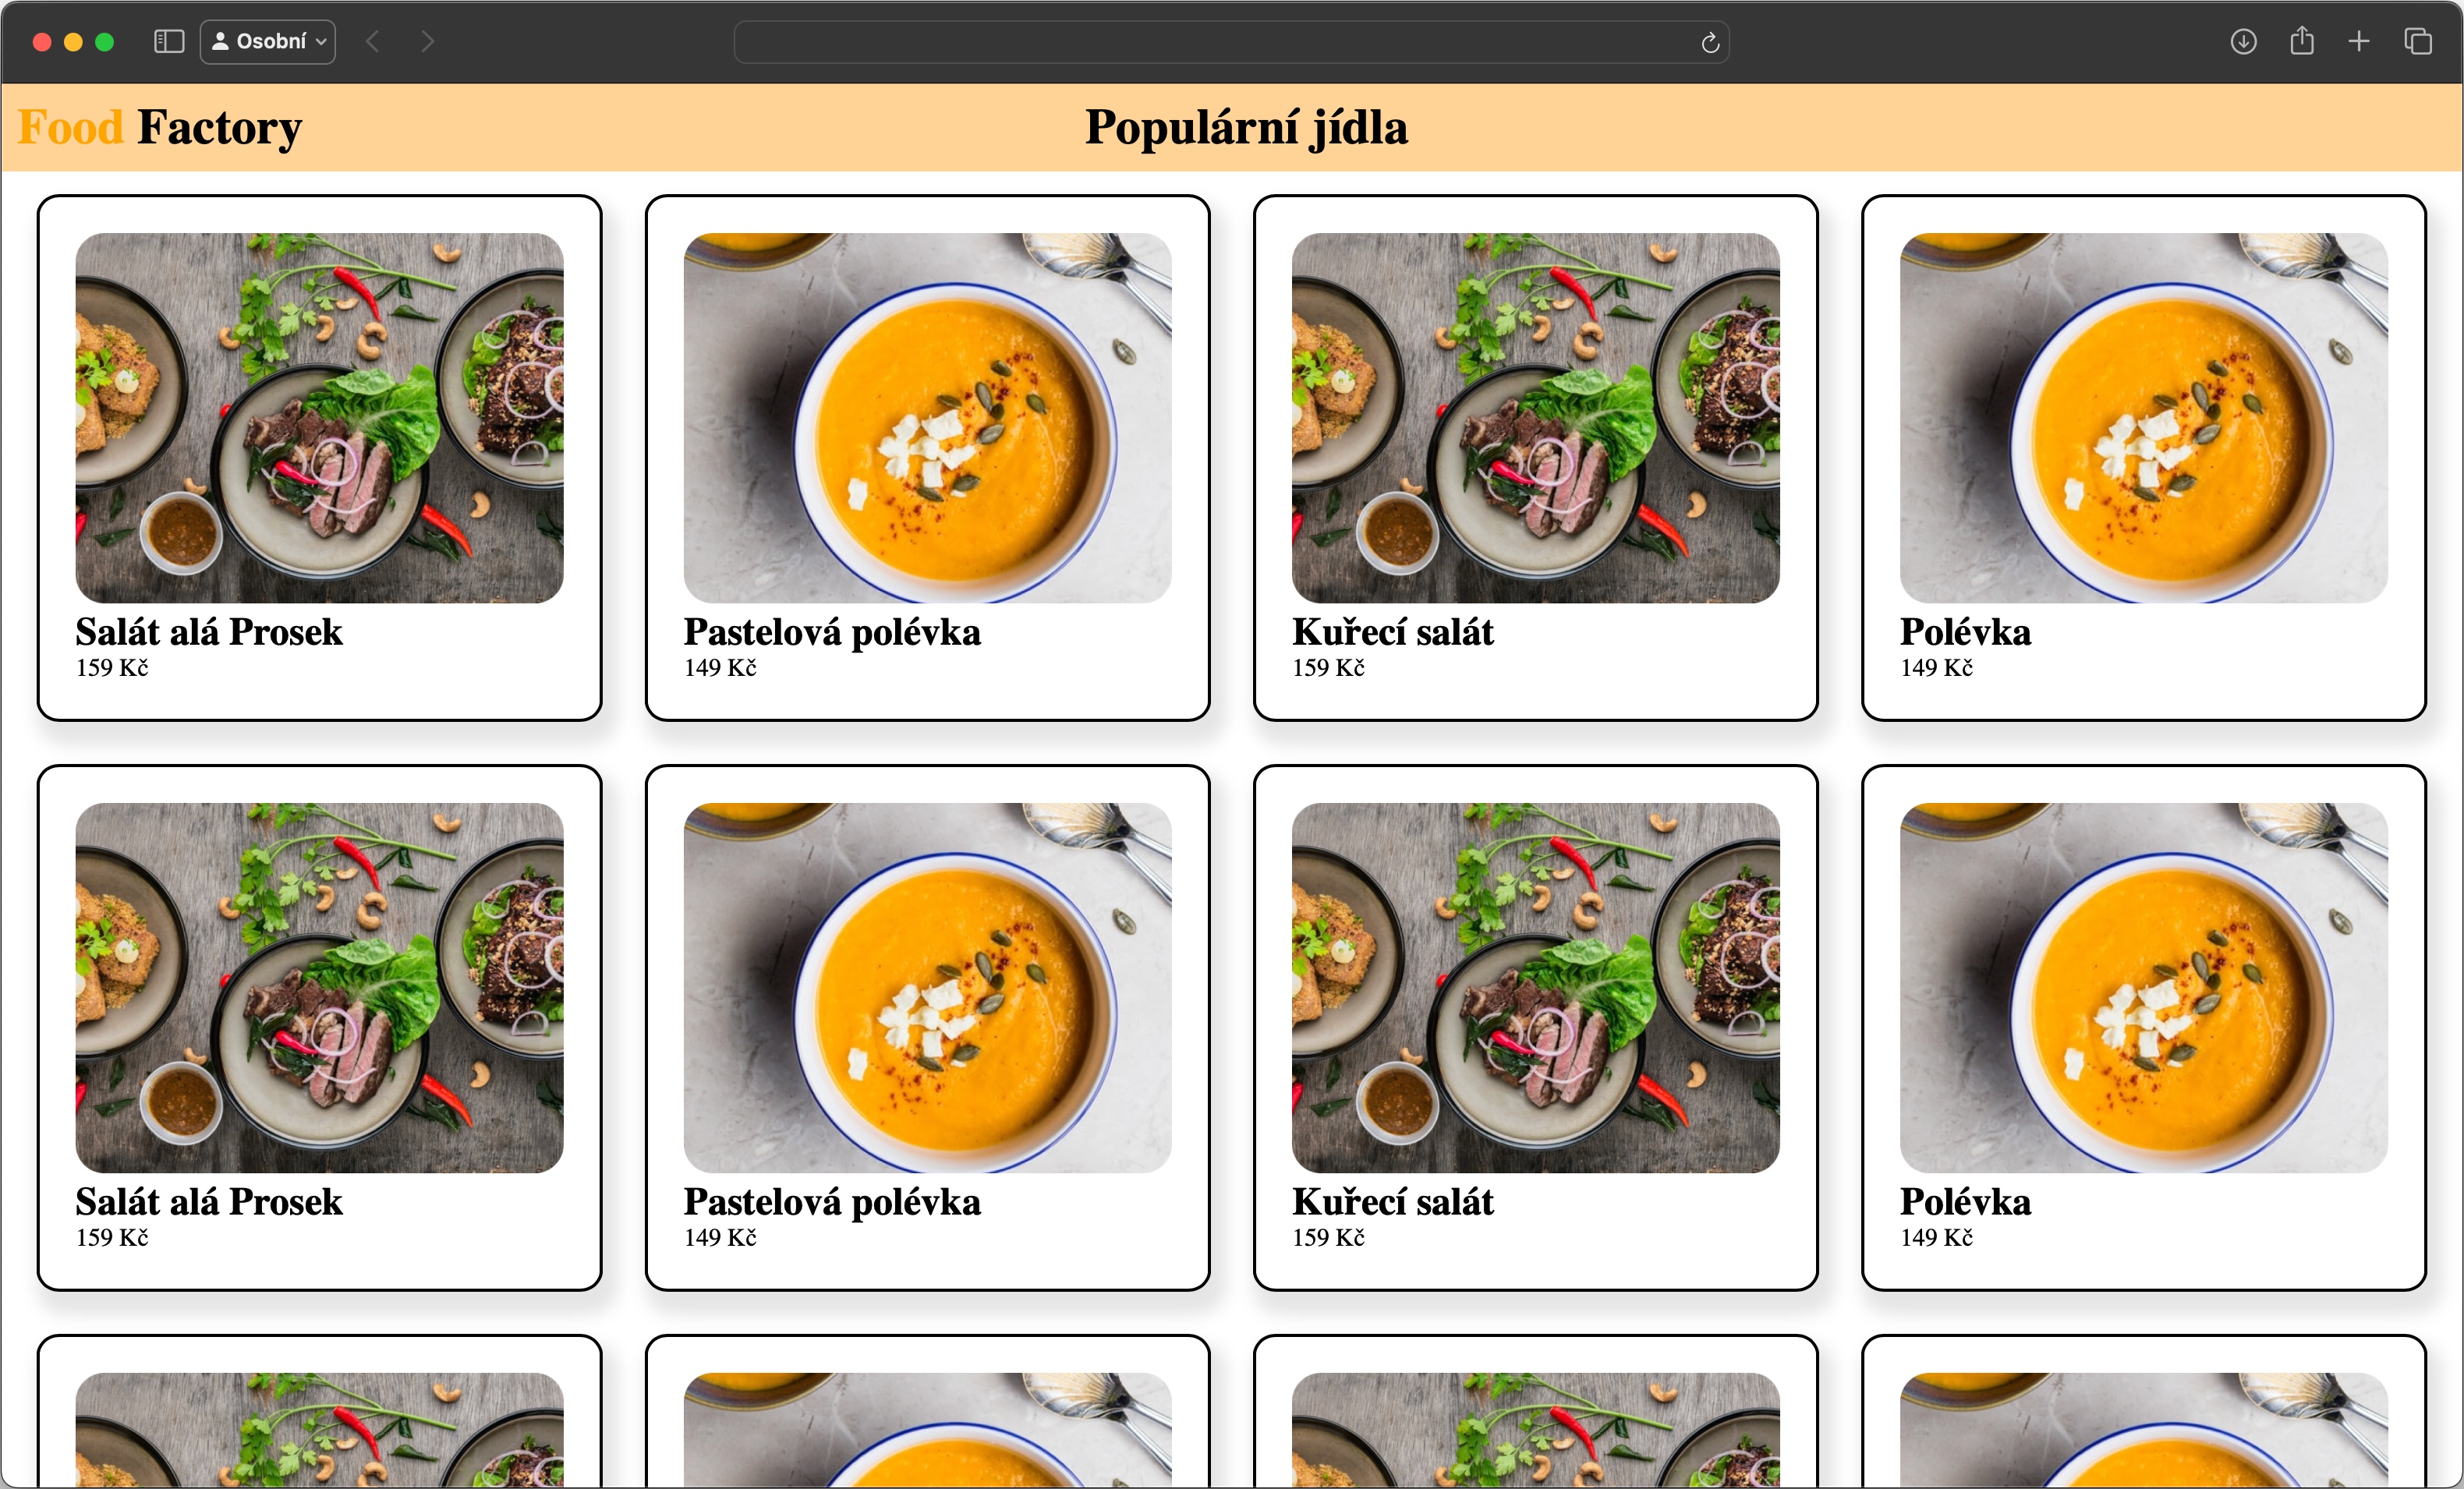 Osobní
Food Factory
Populární jídla
Salát alá Prosek
159 Kč
Pastelová polévka
149 Kč
Kuřecí salát
159 Kč
Polévka
149 Kč
Salát alá Prosek
159 Kč
Pastelová polévka
149 Kč
Kuřecí salát
159 Kč
Polévka
149 Kč